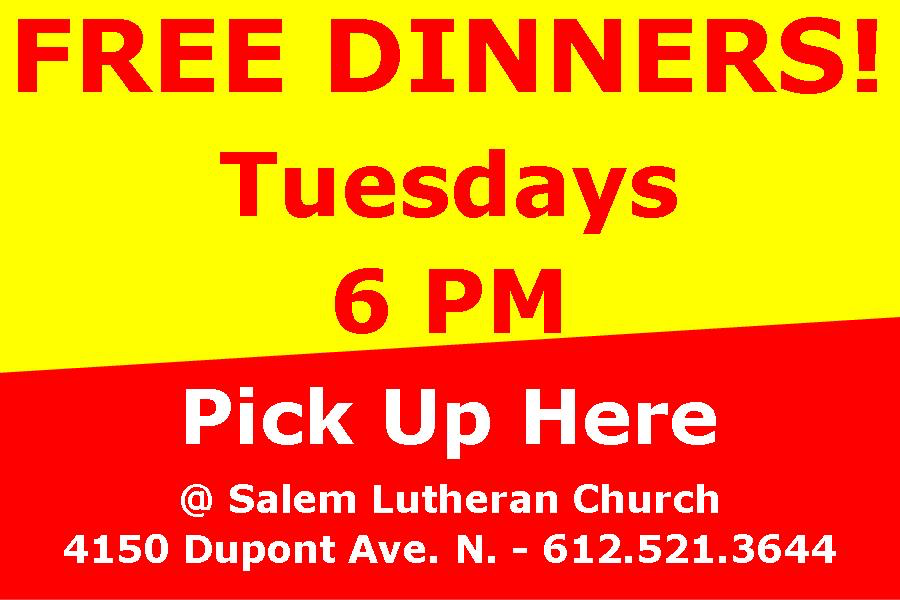 FREE DINNERS!
Tuesdays
6 PM
Pick Up Here
@ Salem Lutheran Church
4150 Dupont Ave. N. - 612.521.3644